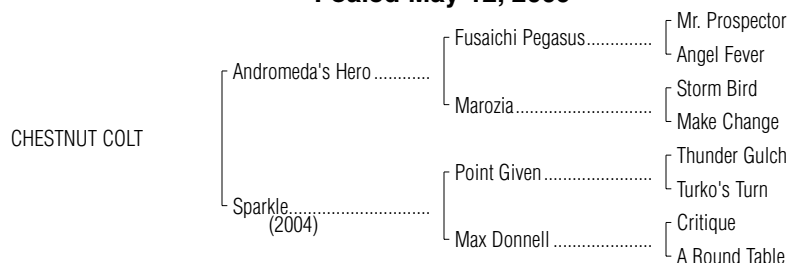 Foaled May 12, 2009
Mr. Prospector
Fusaichi Pegasus....................
Angel Fever
Andromeda's Hero ............
Storm Bird
Marozia..................................
Make Change
CHESTNUT COLT
Thunder Gulch
Point Given...........................
Turko's Turn
Sparkle..............................
(2004)
Critique
Max Donnell .........................
A Round Table